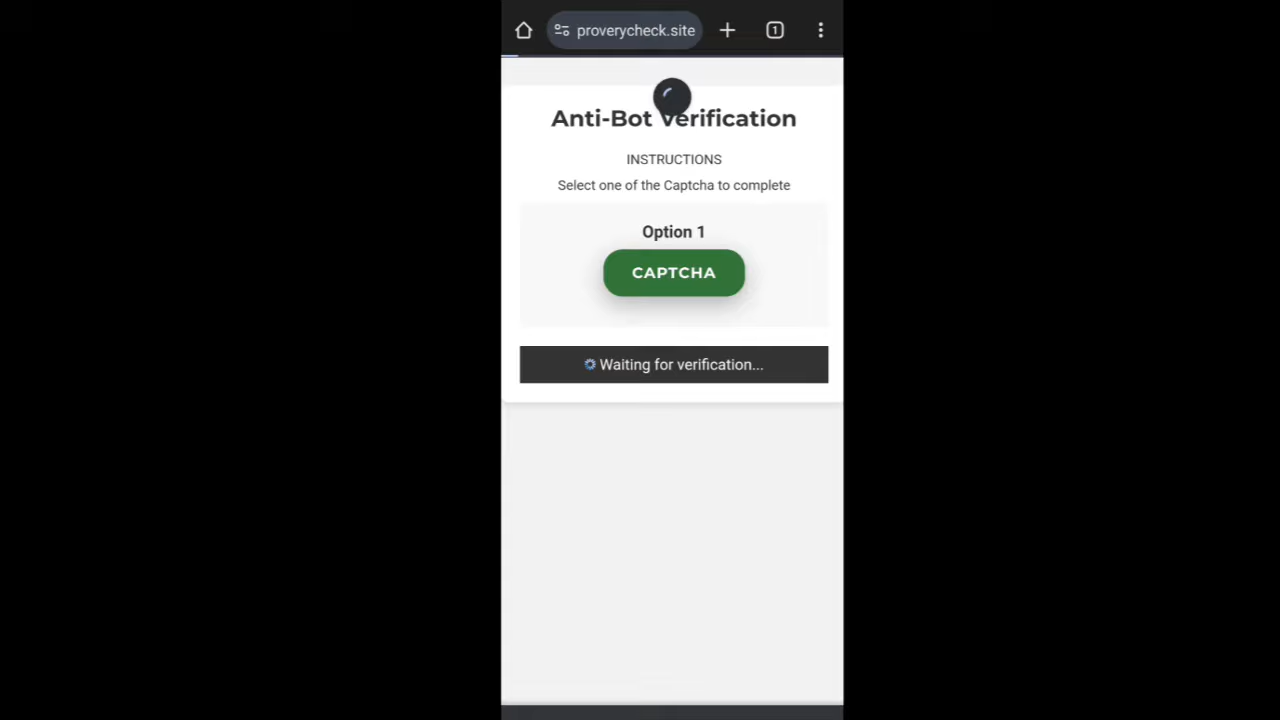 proverycheck.site
1
Anti-Bot Verification
INSTRUCTIONS
Select one of the Captcha to complete
Option 1
CAPTCHA
Waiting for verification...